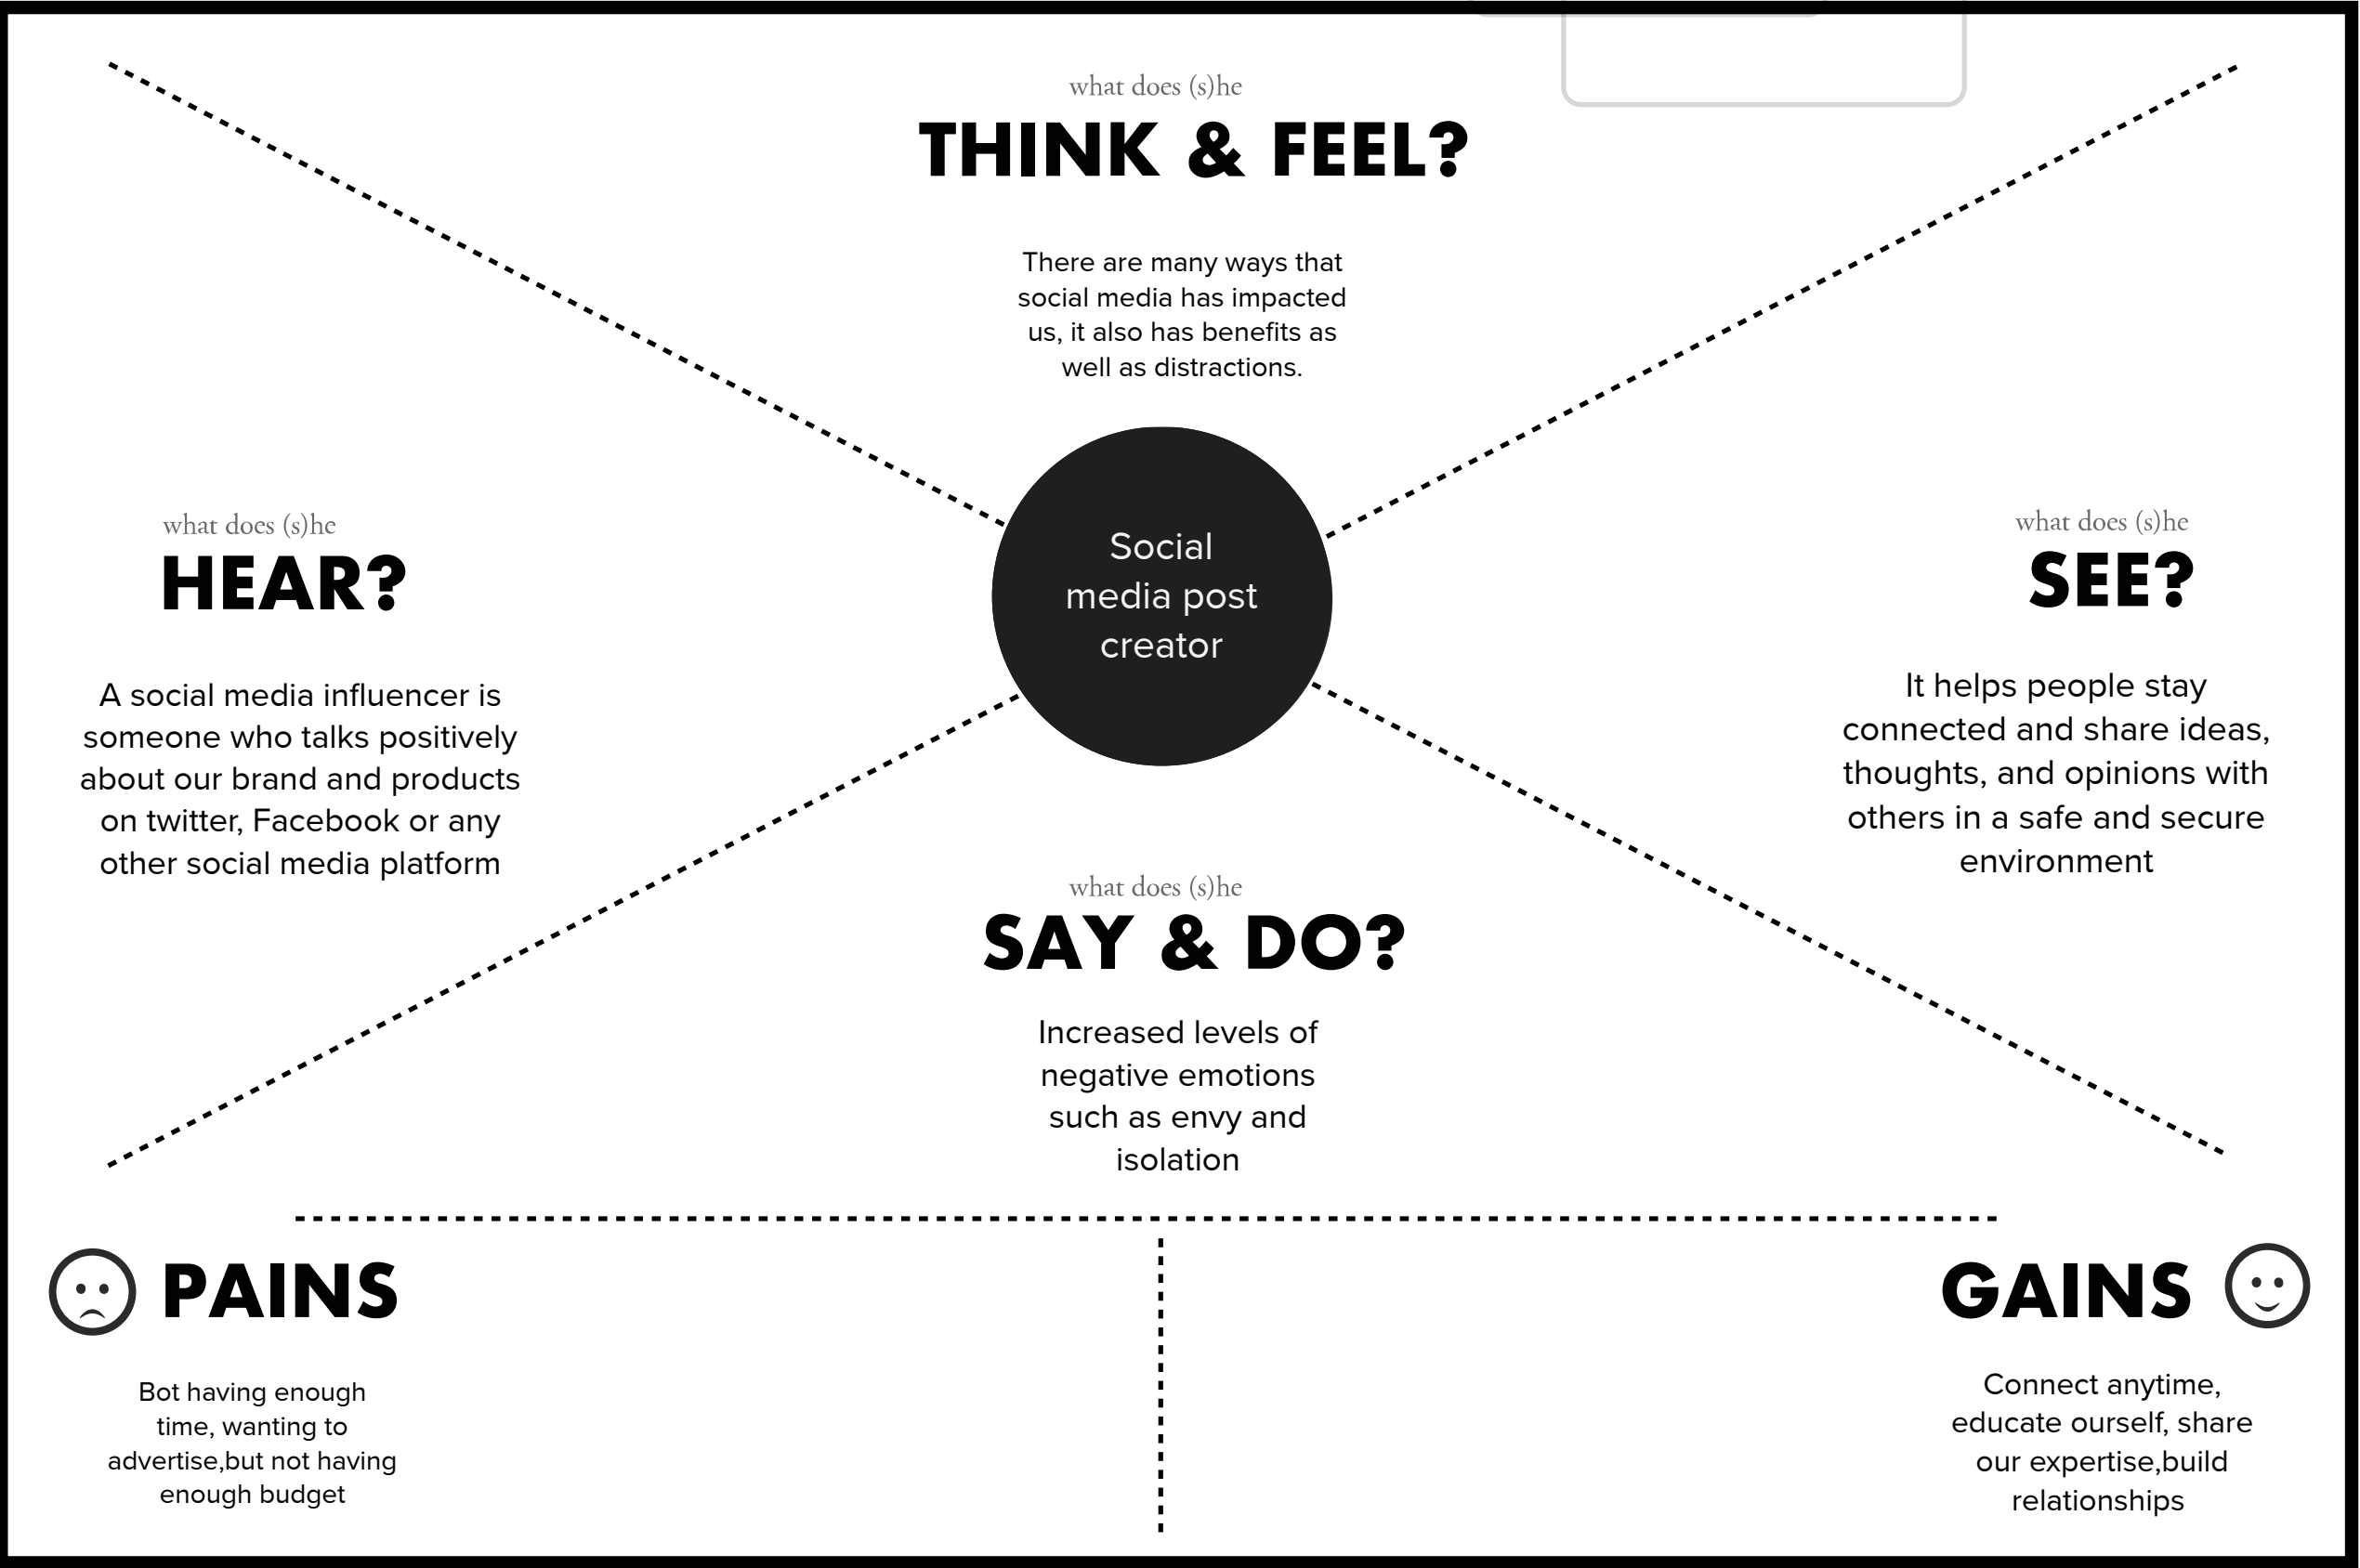 what does (s)he
THINK & FEEL?
There are many ways that
social media has impacted
us, it also has benefits as
well as distractions.
what does (s)he
HEAR?
A social media influencer is
someone who talks positively
about our brand and products
on twitter, Facebook or any
other social media platform
Social
media post
creator
what does (s)he
SEE?
It helps people stay
connected and share ideas,
thoughts, and opinions with
others in a safe and secure
environment
what does (s)he
SAY & DO?
Increased levels of
negative emotions
such as envy and
isolation
PAINS
Bot having enough
time, wanting to
advertise,but not having
enough budget
GAINS
Connect anytime,
educate ourself, share
our expertise,build
relationships